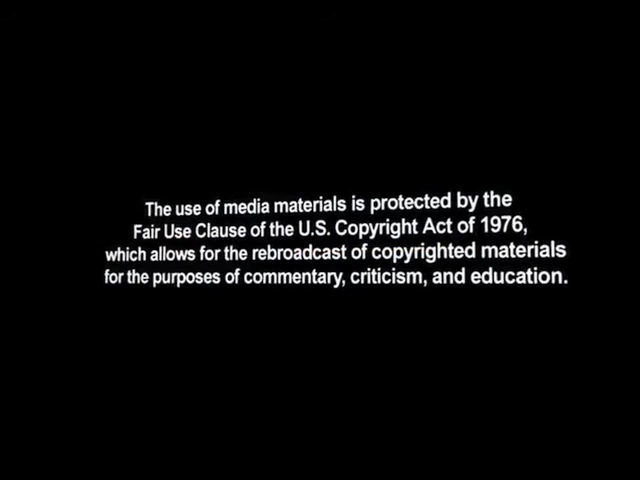 The use of media materials is protected by the
Fair Use Clause of the U.S. Copyright Act of 1976,
which allows for the rebroadcast of copyrighted materials
for the purposes of commentary, criticism, and education.